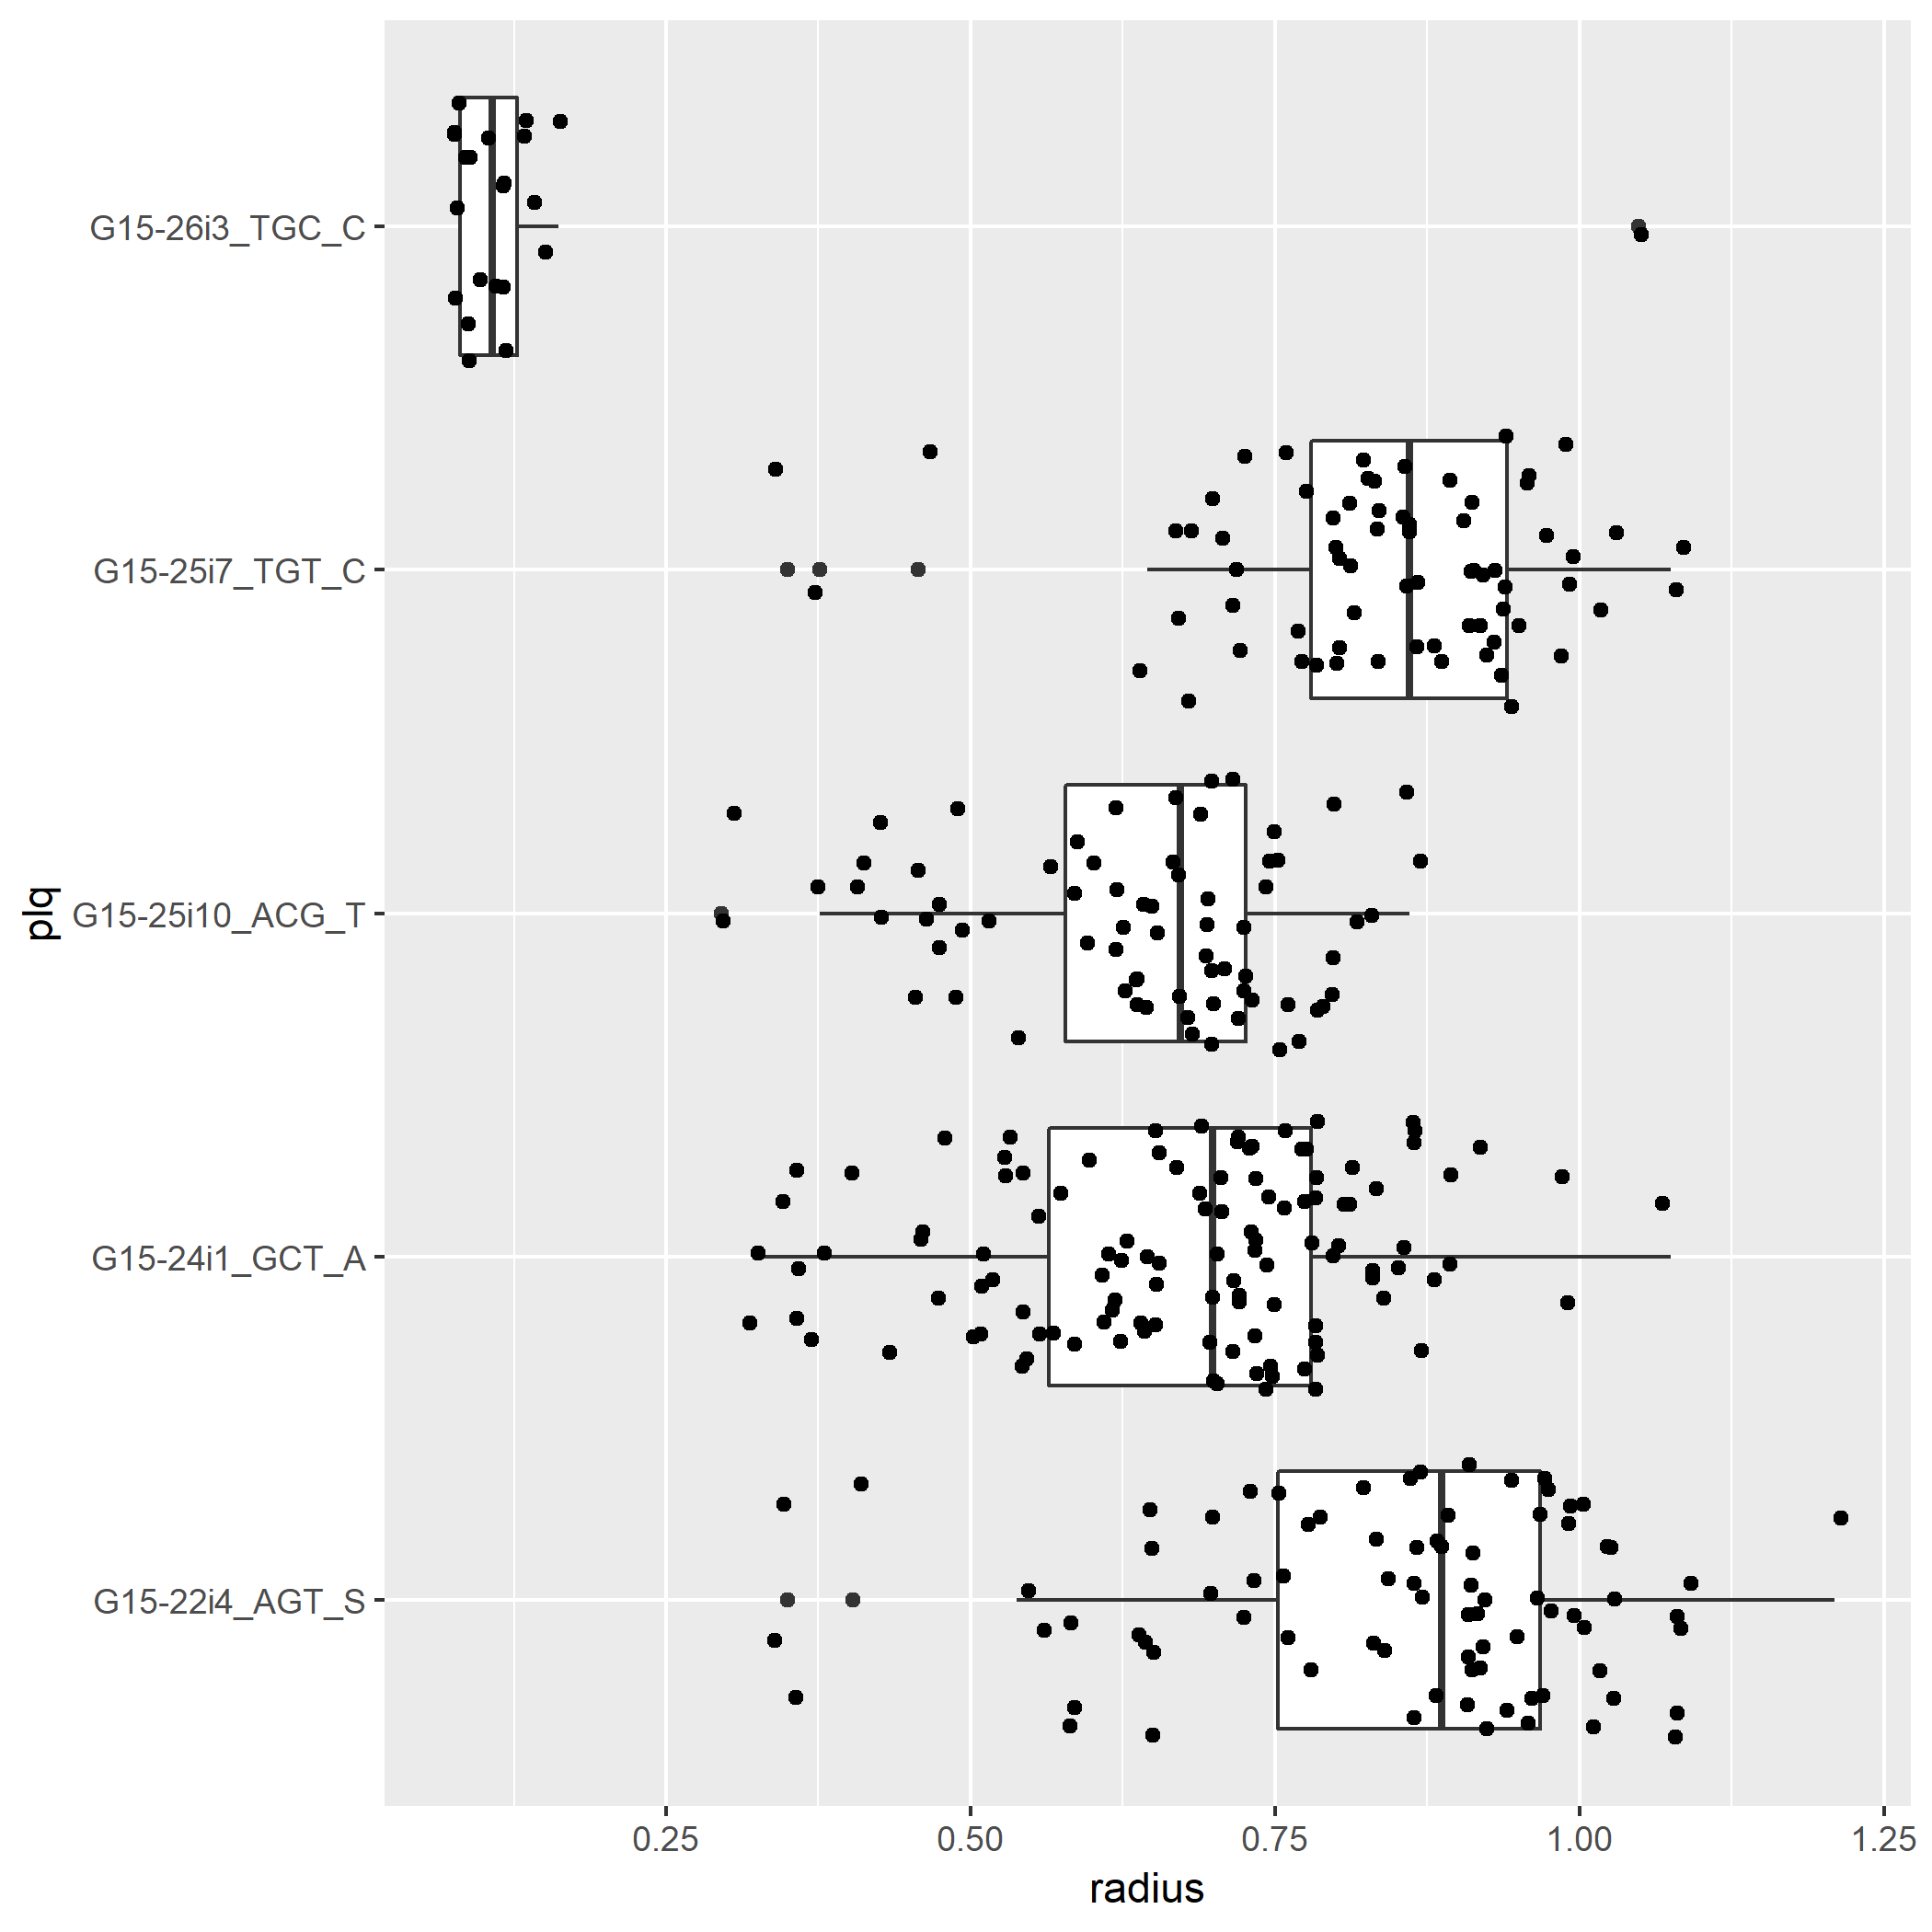 G15-26i3_TGC_C
G15-25i7_TGT_C
G15-25i10_ACG_T
G15-24i1_GCT_A
G15-22i4_AGT_S
plq
0.25 0.50 0.75 1.00 1.25
radius